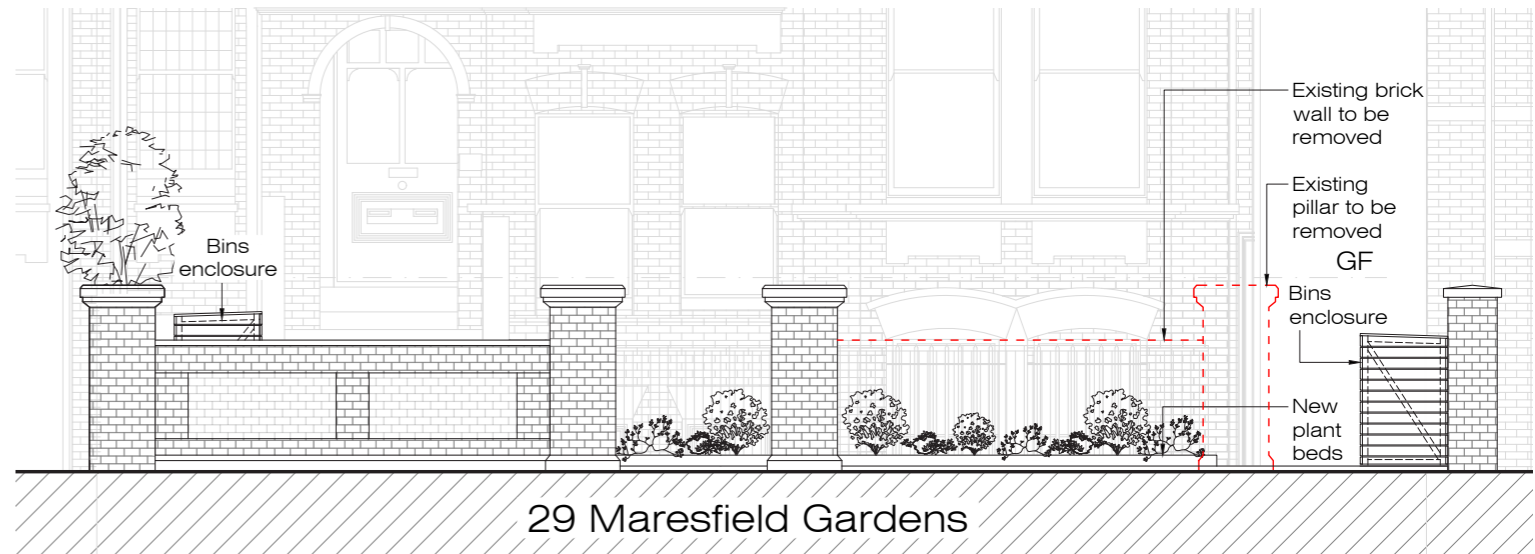 Existing brick
wall to be
removed
Existing
pillar to be
removed
GF
Bins
enclosure
Bins
enclosure
New
plant
beds
29 Maresfield Gardens